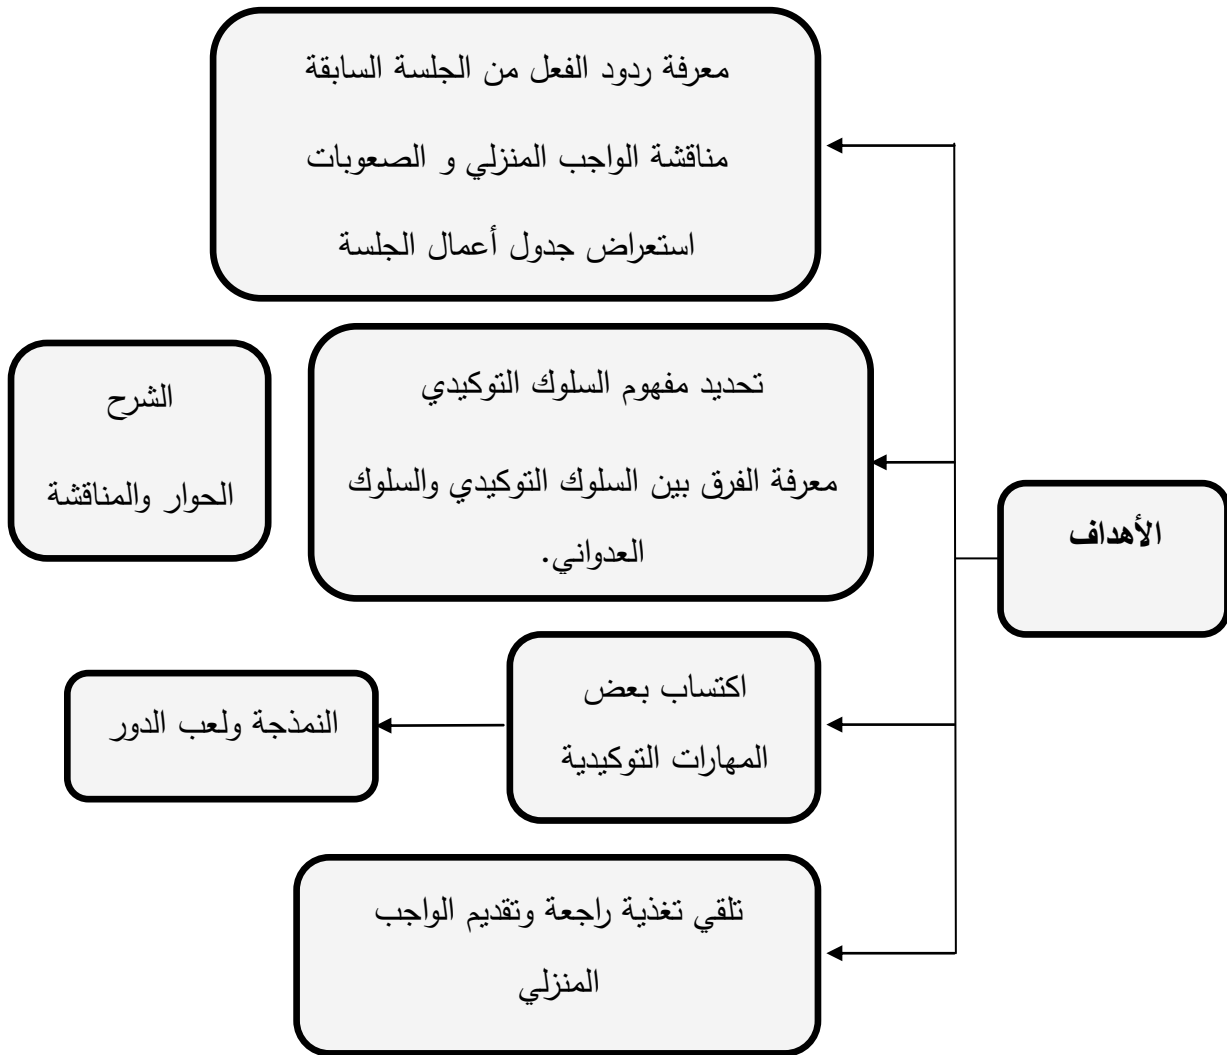 الأهداف
معرفة ردود الفعل من الجلسة السابقة
مناقشة الواجب المنزلي و الصعوبات
استعراض جدول أعمال الجلسة
تحديد مفهوم السلوك التوكيدي
معرفة الفرق بين السلوك التوكيدي والسلوك
العدواني.
الشرح
الحوار والمناقشة
اكتساب بعض
المهارات التوكيدية
النمذجة ولعب الدور
تلقي تغذية راجعة وتقديم الواجب
المنزلي